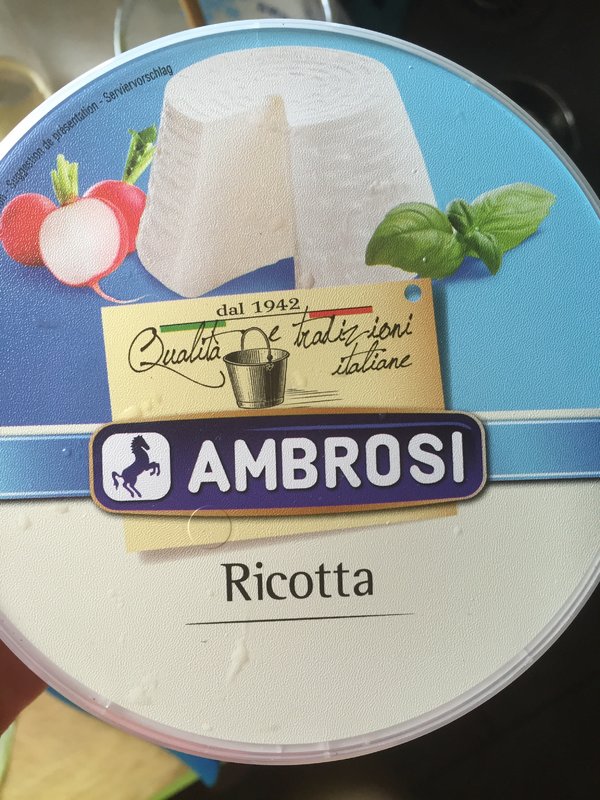 Suggestion de présentation - Serviervorschlag
dal 1942
Qualità e tradizioni
italiane
AMBROSI
Ricotta